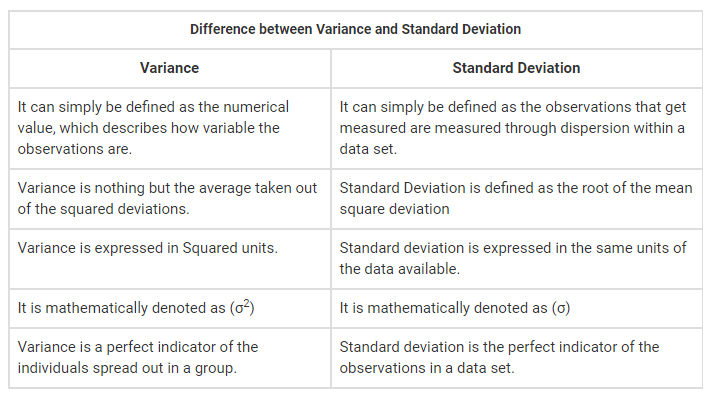 Difference between Variance and Standard Deviation
Variance
Standard Deviation
It can simply be defined as the numerical
value, which describes how variable the
observations are.
It can simply be defined as the observations that get
measured are measured through dispersion within a
data set.
Variance is nothing but the average taken out
of the squared deviations.
Standard Deviation is defined as the root of the mean
square deviation
Variance is expressed in Squared units.
Standard deviation is expressed in the same units of
the data available.
It is mathematically denoted as (σ²)
It is mathematically denoted as (σ)
Variance is a perfect indicator of the
individuals spread out in a group.
Standard deviation is the perfect indicator of the
observations in a data set.